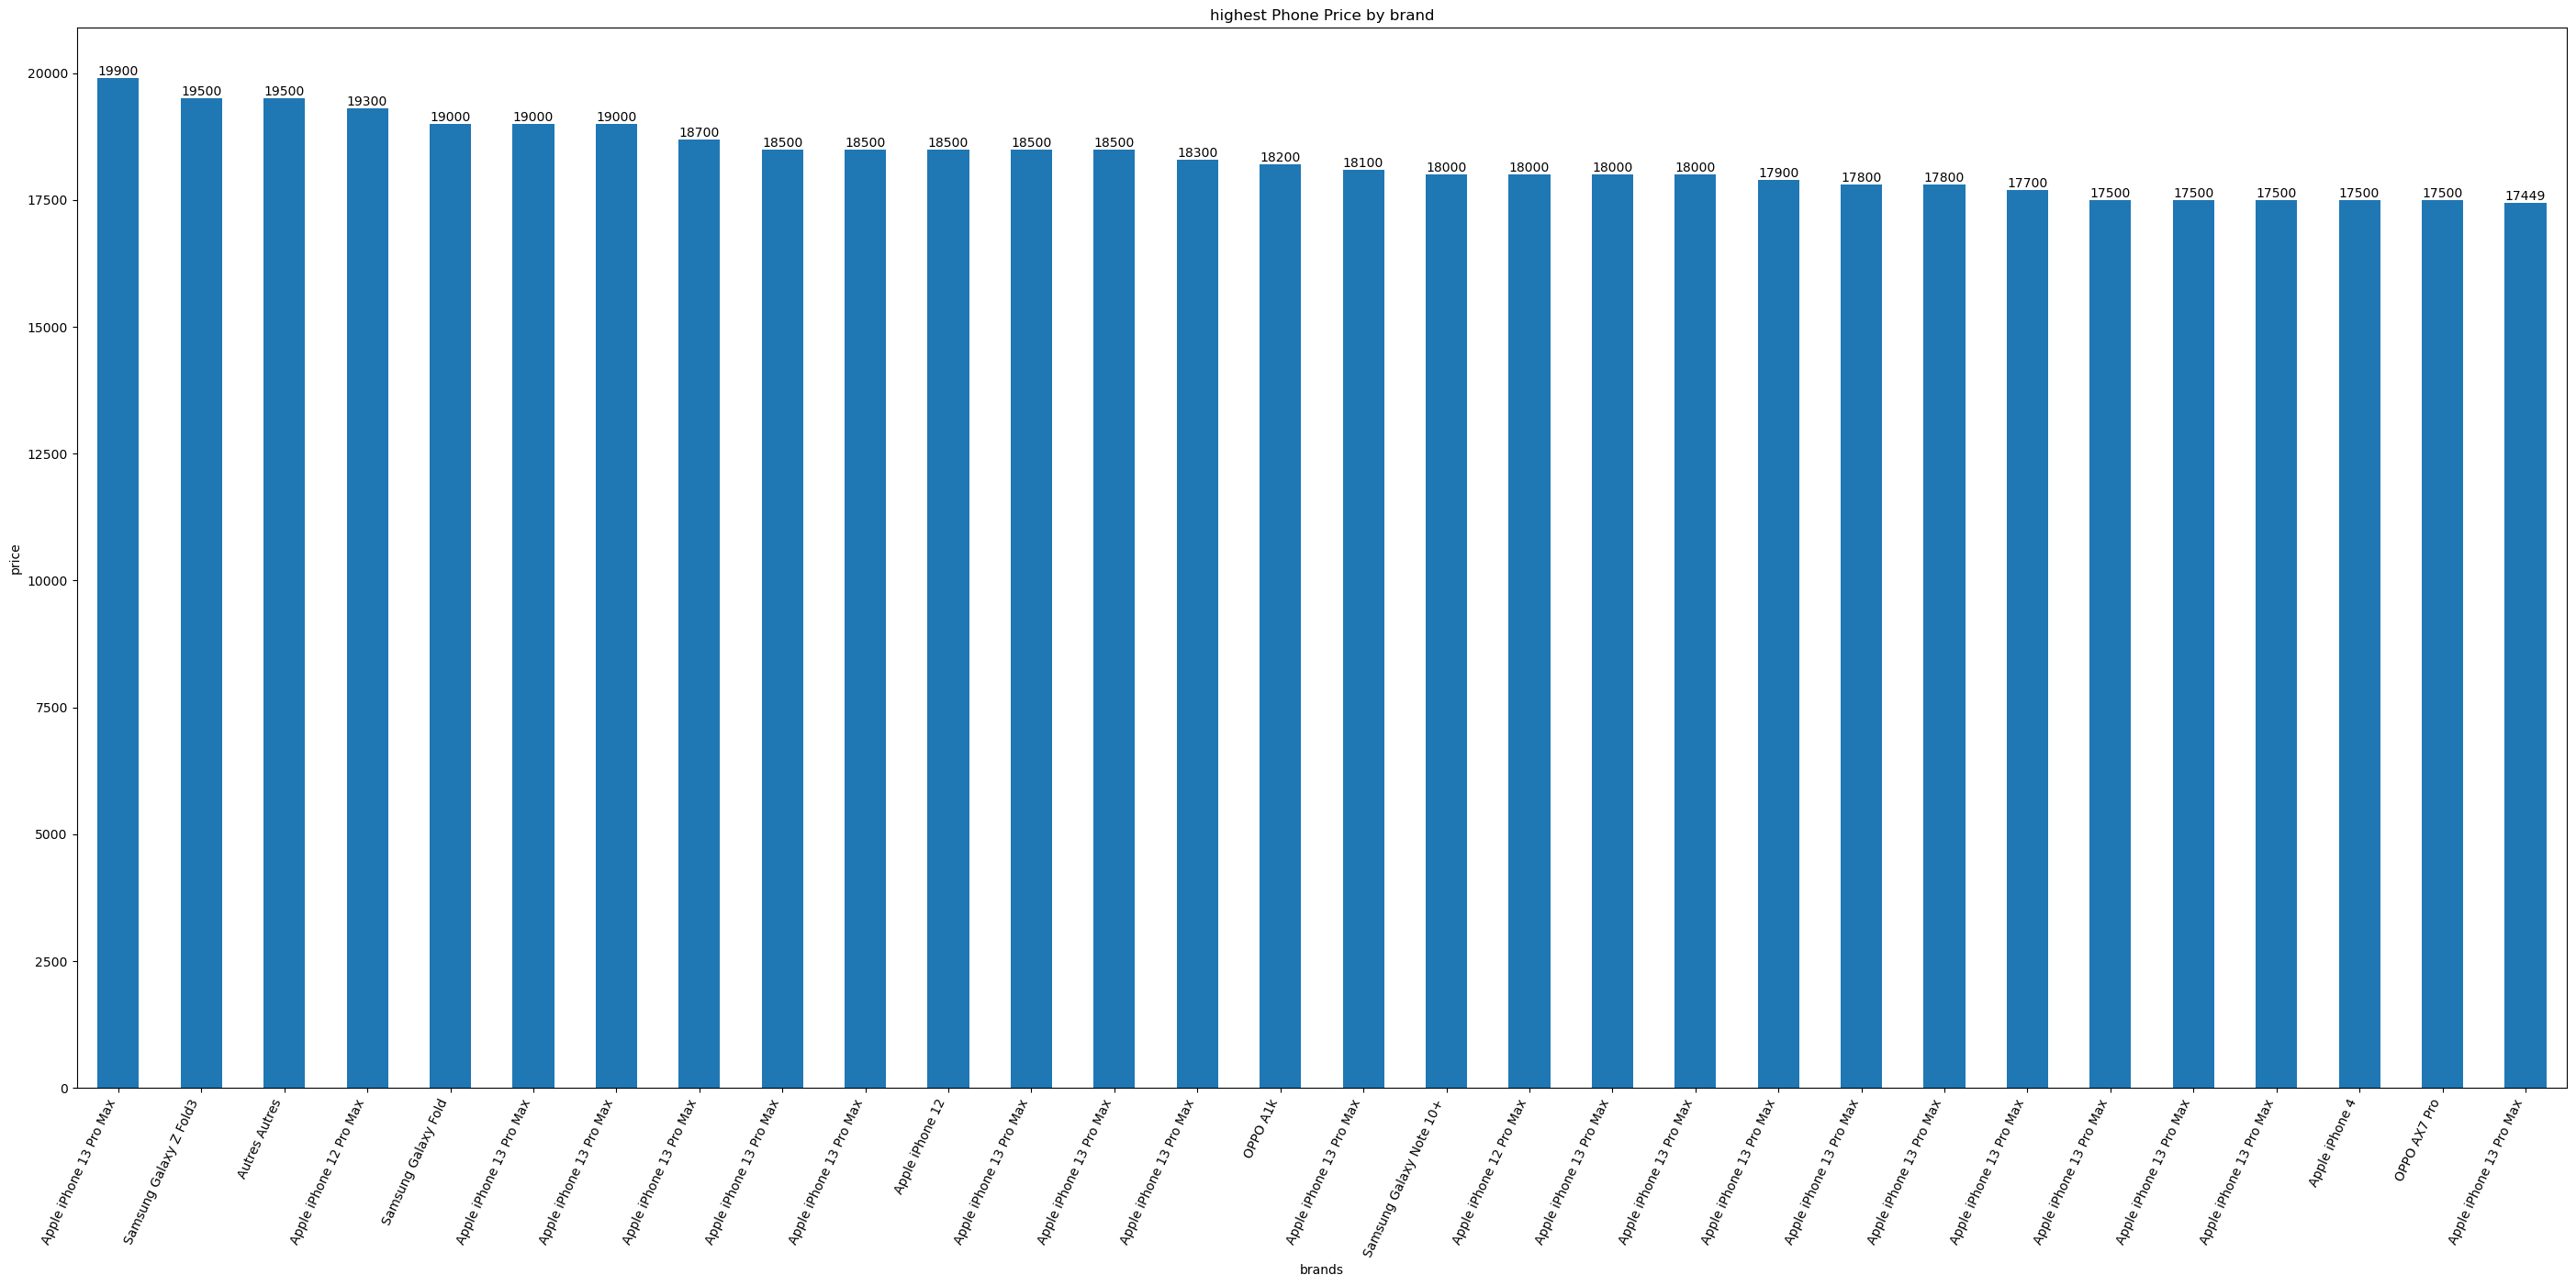 highest Phone Price by brand
price
20000
17500
15000
12500
10000
7500
5000
2500
0
19900
19500
19500
19300
19000
19000
19000
18700
18500
18500
18500
18500
18500
18300
18200
18100
18000
18000
18000
18000
17900
17800
17800
17700
17500
17500
17500
17500
17500
17449
Apple iPhone 13 Pro Max
Samsung Galaxy Z Fold3
Autres Autres
Apple iPhone 12 Pro Max
Samsung Galaxy Fold
Apple iPhone 13 Pro Max
Apple iPhone 13 Pro Max
Apple iPhone 13 Pro Max
Apple iPhone 13 Pro Max
Apple iPhone 13 Pro Max
Apple iPhone 12
Apple iPhone 13 Pro Max
Apple iPhone 13 Pro Max
Apple iPhone 13 Pro Max
OPPO A1k
Apple iPhone 13 Pro Max
Samsung Galaxy Note 10+
Apple iPhone 12 Pro Max
Apple iPhone 13 Pro Max
Apple iPhone 13 Pro Max
Apple iPhone 13 Pro Max
Apple iPhone 13 Pro Max
Apple iPhone 13 Pro Max
Apple iPhone 13 Pro Max
Apple iPhone 13 Pro Max
Apple iPhone 13 Pro Max
Apple iPhone 13 Pro Max
Apple iPhone 4
OPPO AX7 Pro
Apple iPhone 13 Pro Max
brands